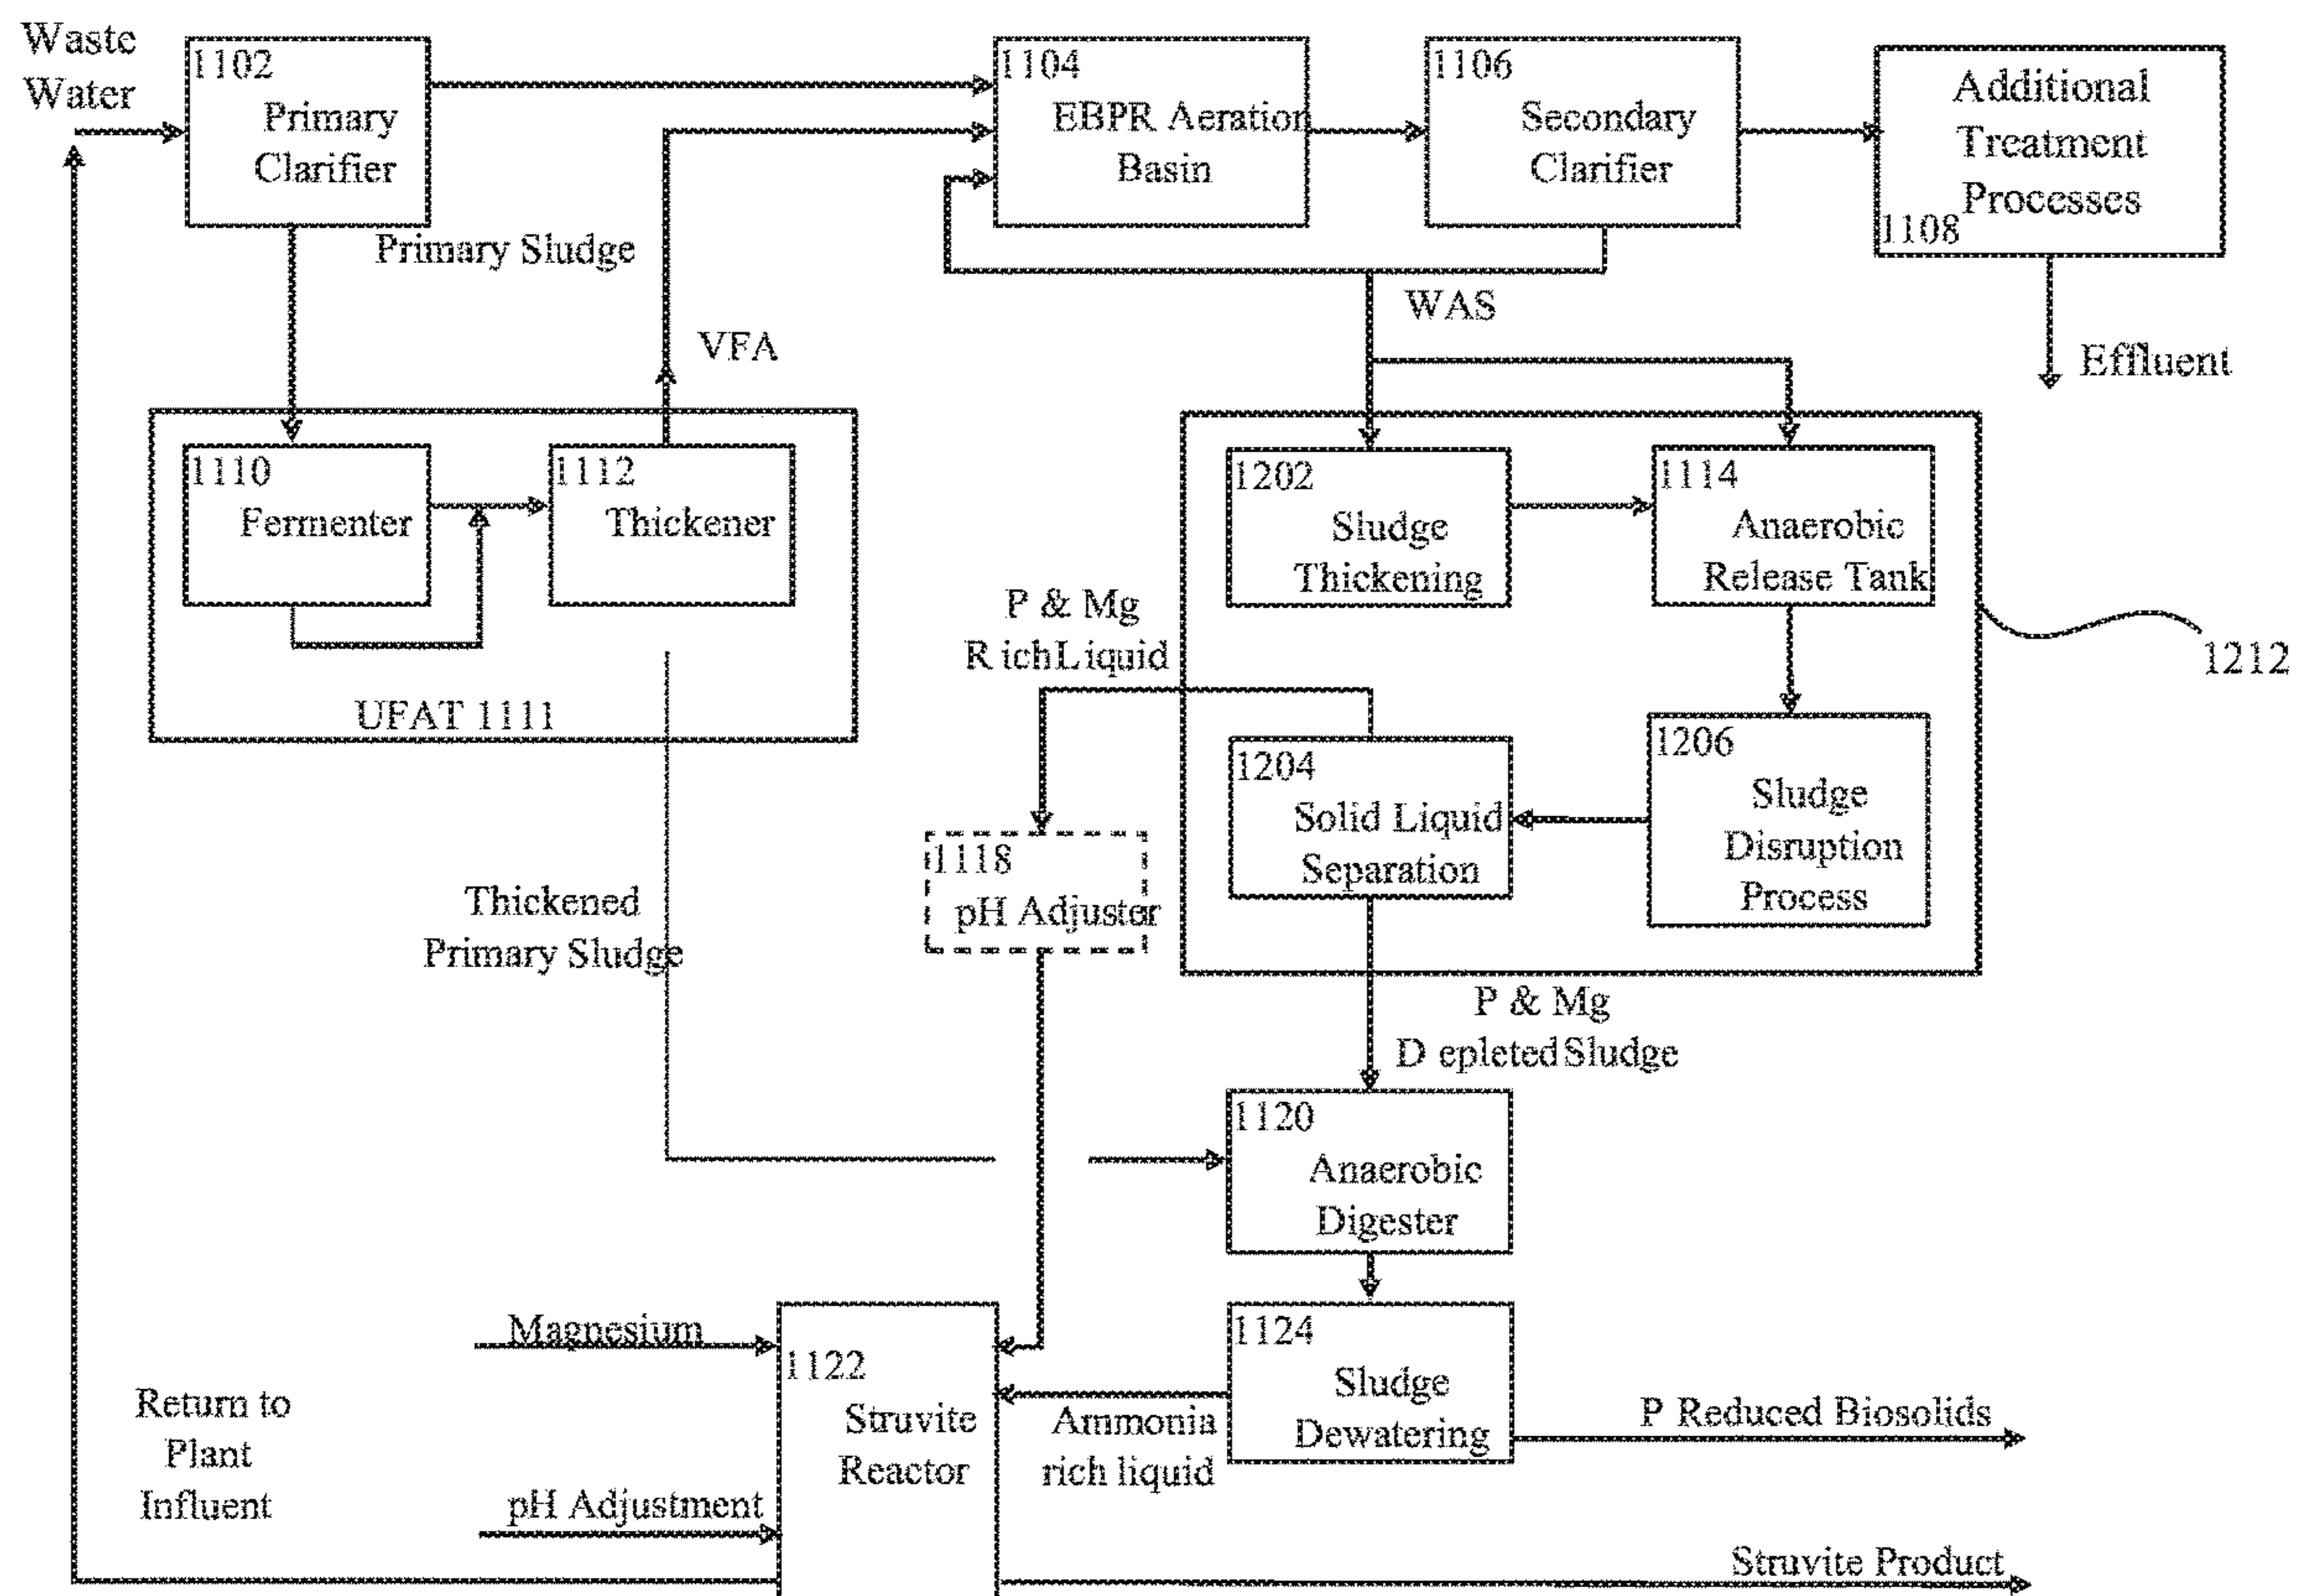 Waste
Water
1102
Primary
Clarifier
1104
EBPR Aeration
Basin
1106
Secondary
Clarifier
Additional
Treatment
Processes
1108
Primary Sludge
WAS
VFA
Effluent
1110
Fermenter
1112
Thickener
UFAT 1111
1202
Sludge
Thickening
1114
Anaerobic
Release Tank
1212
P & Mg
R ich Liquid
1204
Solid Liquid
Separation
1206
Sludge
Disruption
Process
1118
pH Adjuster
Thickened
Primary Sludge
P & Mg
D epleted Sludge
1120
Anaerobic
Digester
Magnesium
1122
Struvite
Reactor
1124
Sludge
Dewatering
Return to
Plant
Influent
Ammonia
rich liquid
P Reduced Biosolids
pH Adjustment
Struvite Product